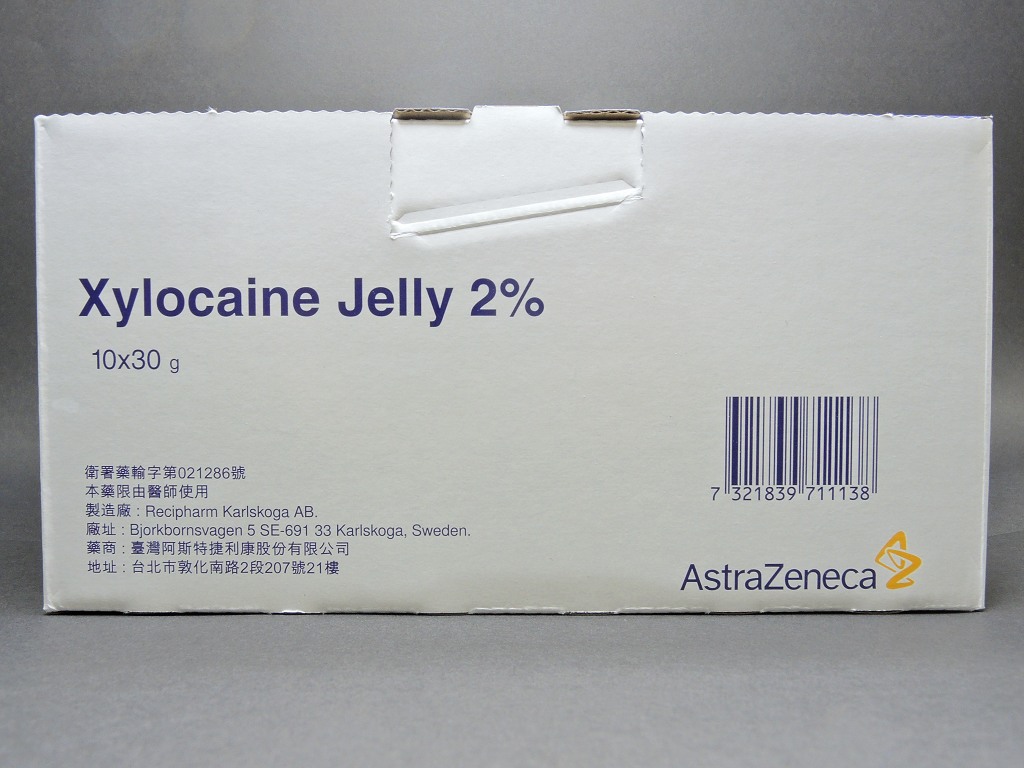 Xylocaine Jelly 2%
10x30 g
衛署藥輸字第021286號
本藥限由醫師使用
製造廠 : Recipharm Karlskoga AB.
廠址 : Bjorkbornsvagen 5 SE-691 33 Karlskoga, Sweden.
藥商 : 臺灣阿斯特捷利康股份有限公司
地址 : 台北市敦化南路2段207號21樓
7 321839 711138
AstraZeneca